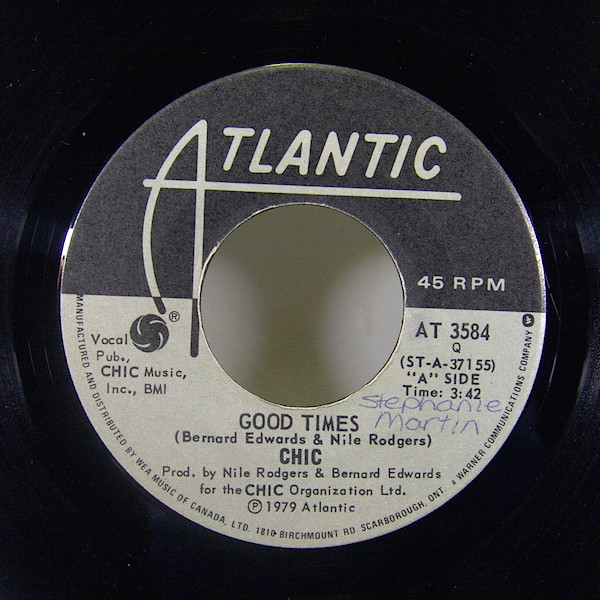 ATLANTIC
45 RPM
®
Vocal
Pub.,
CHIC Music,
Inc., BMI
AT 3584
Q
(ST-A-37155)
"A" SIDE
Time: 3:42
stephanie
Martin
GOOD TIMES
(Bernard Edwards & Nile Rodgers)
CHIC
Prod. by Nile Rodgers & Bernard Edwards
for the CHIC Organization Ltd.
℗ 1979 Atlantic
MANUFACTURED AND DISTRIBUTED BY WEA MUSIC OF CANADA, LTD. 1810 BIRCHMOUNT RD. SCARBOROUGH, ONT. a WARNER COMMUNICATIONS COMPANY